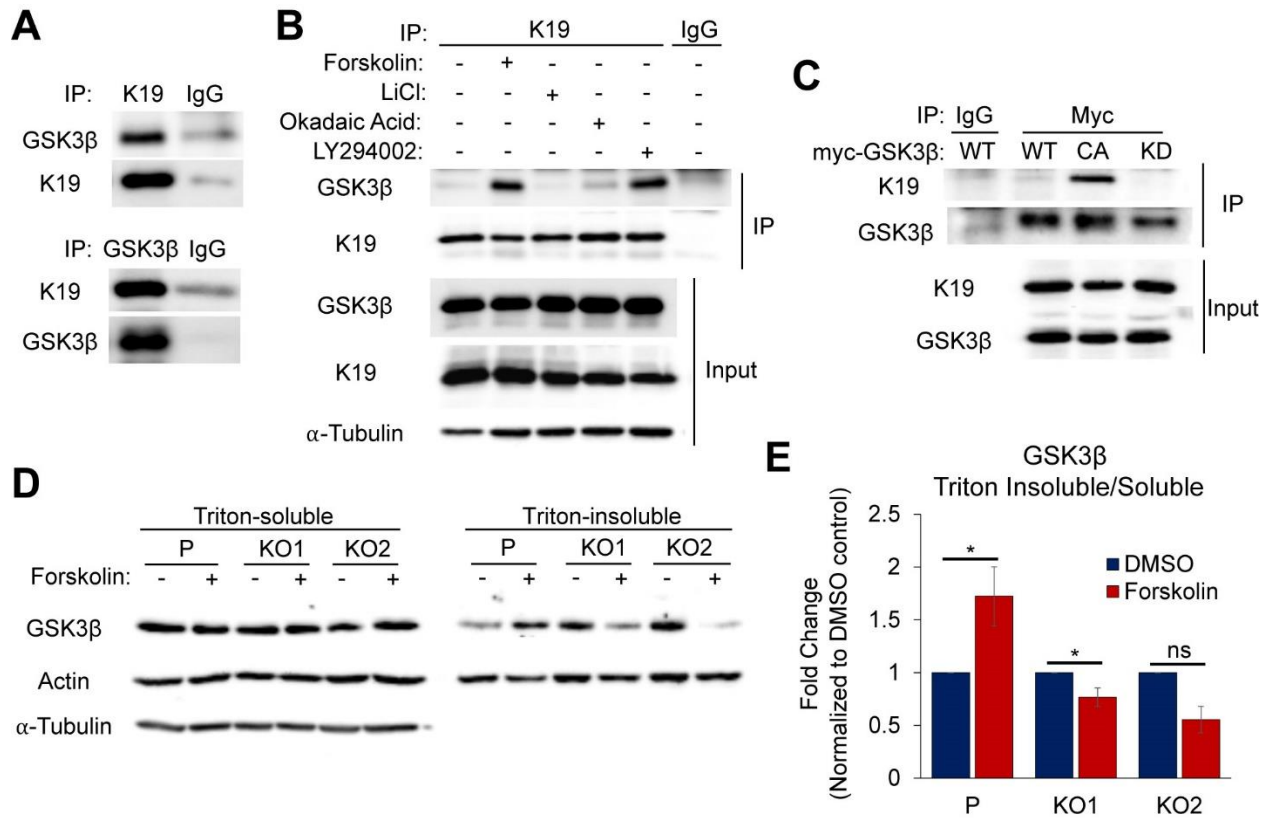 A
IP: K19 IgG
GSK3β
K19
IP: GSK3β IgG
K19
GSK3β
B
IP: K19 IgG
Forskolin: - + - - - -
LiCl: - - + - - -
Okadaic Acid: - - - + - -
LY294002: - - - - + -
GSK3β
K19
IP
GSK3β
K19
α-Tubulin
Input
C
IP: IgG Myc
myc-GSK3β: WT WT CA KD
K19
GSK3β
IP
K19
GSK3β
Input
D
Triton-soluble Triton-insoluble
P KO1 KO2 P KO1 KO2
Forskolin: - + - + - + - + - + - +
GSK3β
Actin
α-Tubulin
E
GSK3β
Triton Insoluble/Soluble
Fold Change
(Normalized to DMSO control)
2.5
2
1.5
1
0.5
0
* * ns
DMSO
Forskolin
P KO1 KO2